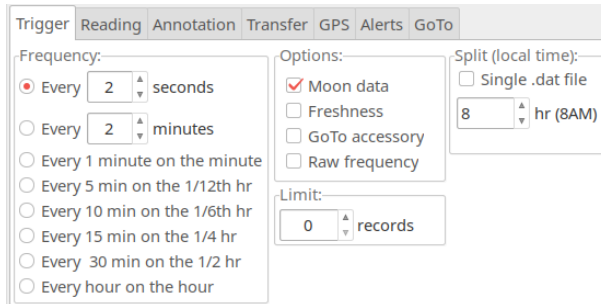 Trigger Reading Annotation Transfer GPS Alerts GoTo
Frequency:
Every 2 seconds
Every 2 minutes
Every 1 minute on the minute
Every 5 min on the 1/12th hr
Every 10 min on the 1/6th hr
Every 15 min on the 1/4 hr
Every 30 min on the 1/2 hr
Every hour on the hour
Options:
Moon data
Freshness
GoTo accessory
Raw frequency
Limit:
0 records
Split (local time):
Single .dat file
8 hr (8AM)